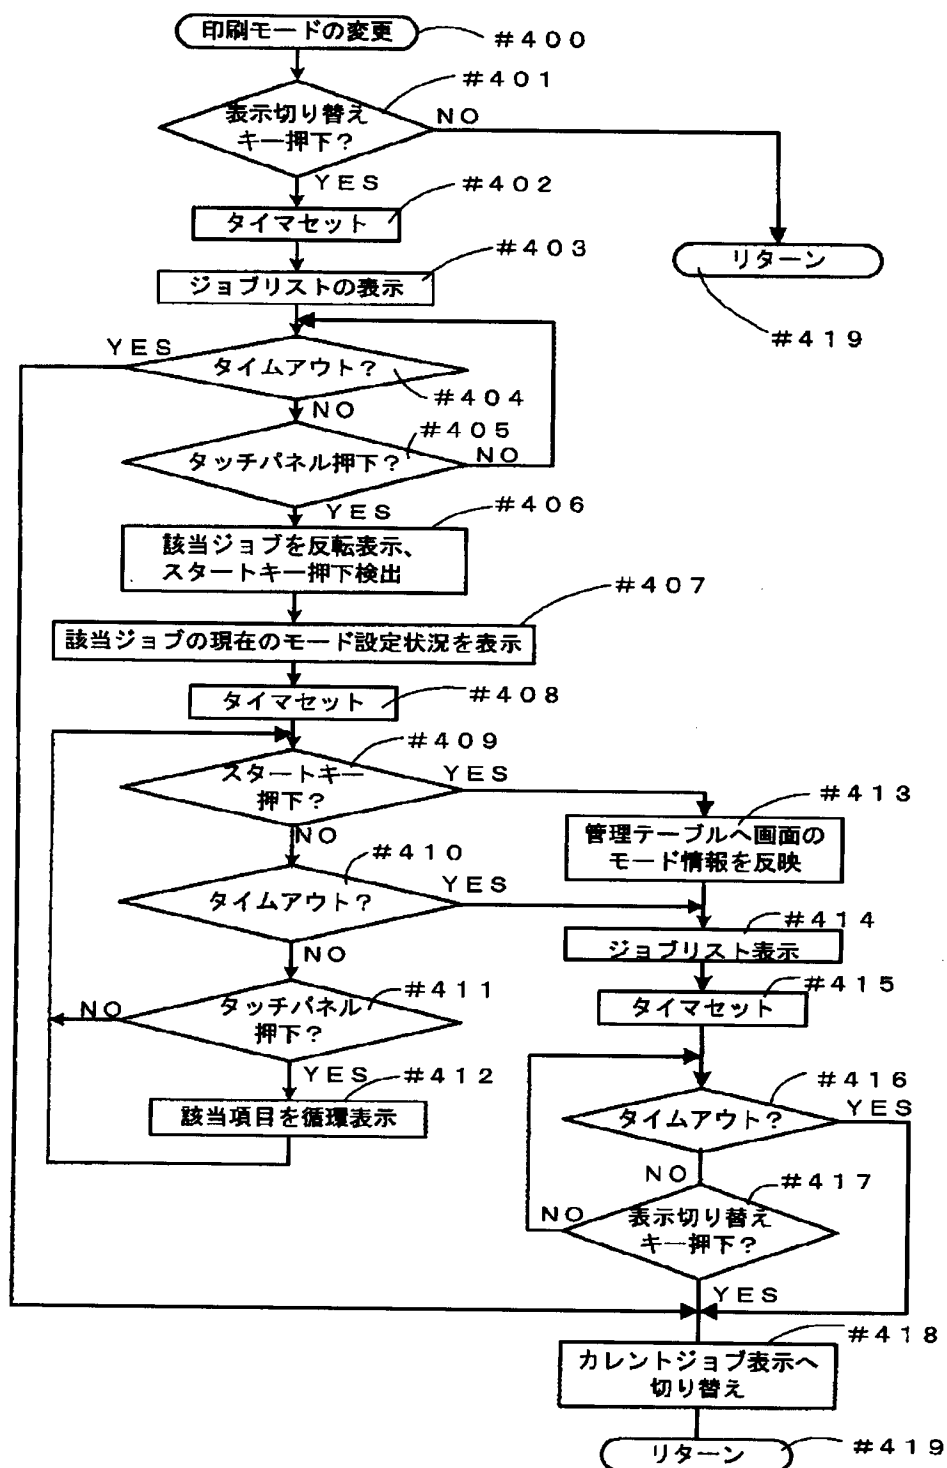 印刷モードの変更
#400
#401
表示切り替え
キー押下?
NO
YES
#402
タイマセット
#403
リターン
ジョブリストの表示
#419
YES
タイムアウト?
#404
NO
#405
タッチパネル押下?
NO
YES
#406
該当ジョブを反転表示、
スタートキー押下検出
#407
該当ジョブの現在のモード設定状況を表示
#408
タイマセット
#409
スタートキー
押下?
YES
#413
NO
管理テーブルへ画面の
モード情報を反映
#410
タイムアウト?
YES
#414
ジョブリスト表示
NO
#411
#415
タッチパネル
押下?
NO
タイマセット
YES
#412
#416
該当項目を循環表示
タイムアウト?
YES
NO
#417
NO
表示切り替え
キー押下?
YES
#418
カレントジョブ表示へ
切り替え
リターン
#419